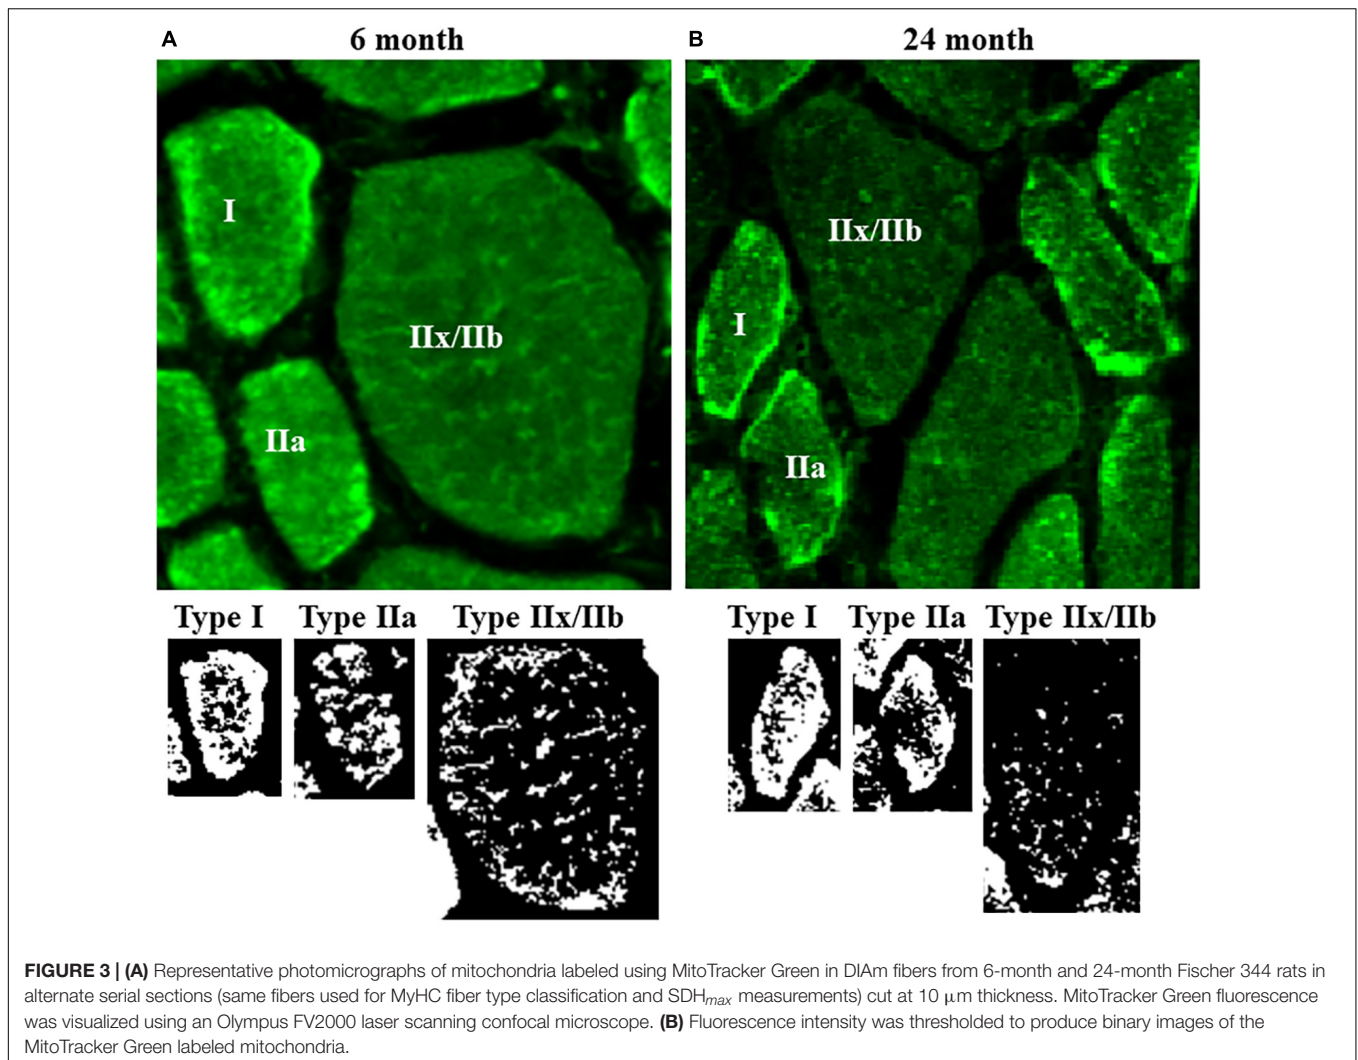 A 6 month B 24 month
I
IIx/IIb
IIa
IIx/IIb
I
IIa
Type I Type IIa Type IIx/IIb Type I Type IIa Type IIx/IIb
FIGURE 3 | (A) Representative photomicrographs of mitochondria labeled using MitoTracker Green in DIAm fibers from 6-month and 24-month Fischer 344 rats in
alternate serial sections (same fibers used for MyHC fiber type classification and SDHmax measurements) cut at 10 μm thickness. MitoTracker Green fluorescence
was visualized using an Olympus FV2000 laser scanning confocal microscope. (B) Fluorescence intensity was thresholded to produce binary images of the
MitoTracker Green labeled mitochondria.